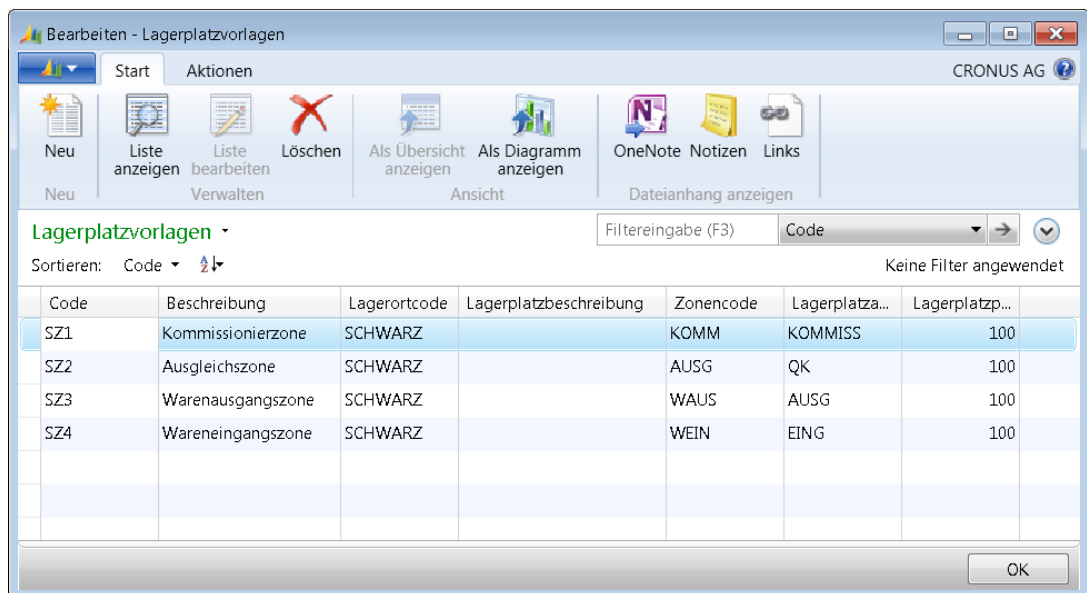 Bearbeiten - Lagerplatzvorlagen
Start Aktionen CRONUS AG
Neu Liste anzeigen Liste bearbeiten Löschen Als Übersicht anzeigen Als Diagramm anzeigen OneNote Notizen Links
Neu Verwalten Ansicht Dateianhang anzeigen
Lagerplatzvorlagen Filtereingabe (F3) Code
Sortieren: Code Keine Filter angewendet
Code Beschreibung Lagerortcode Lagerplatzbeschreibung Zonencode Lagerplatza... Lagerplatzp...
SZ1 Kommissionierzone SCHWARZ KOMM KOMMISS 100
SZ2 Ausgleichszone SCHWARZ AUSG QK 100
SZ3 Warenausgangszone SCHWARZ WAUS AUSG 100
SZ4 Wareneingangszone SCHWARZ WEIN EING 100
OK